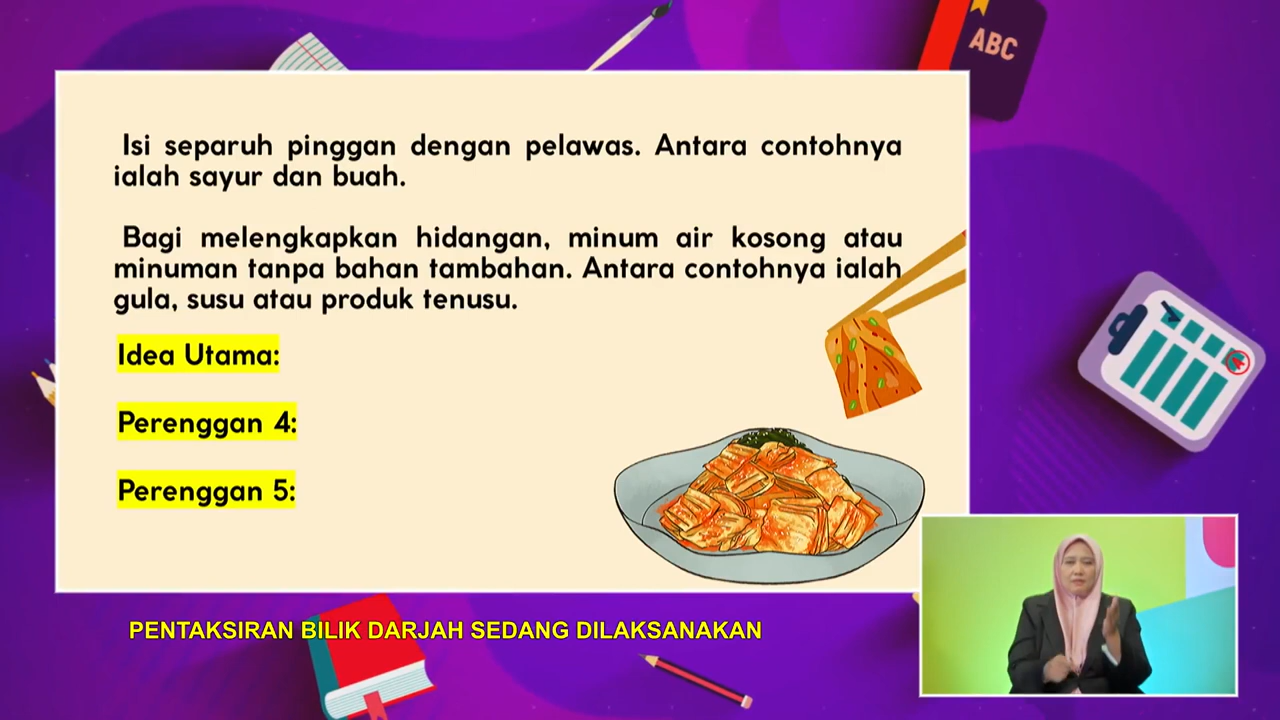 ABC
Isi separuh pinggan dengan pelawas. Antara contohnya
ialah sayur dan buah.
Bagi melengkapkan hidangan, minum air kosong atau
minuman tanpa bahan tambahan. Antara contohnya ialah
gula, susu atau produk tenusu.
Idea Utama:
Perenggan 4:
Perenggan 5:
PENTAKSIRAN BILIK DARJAH SEDANG DILAKSANAKAN